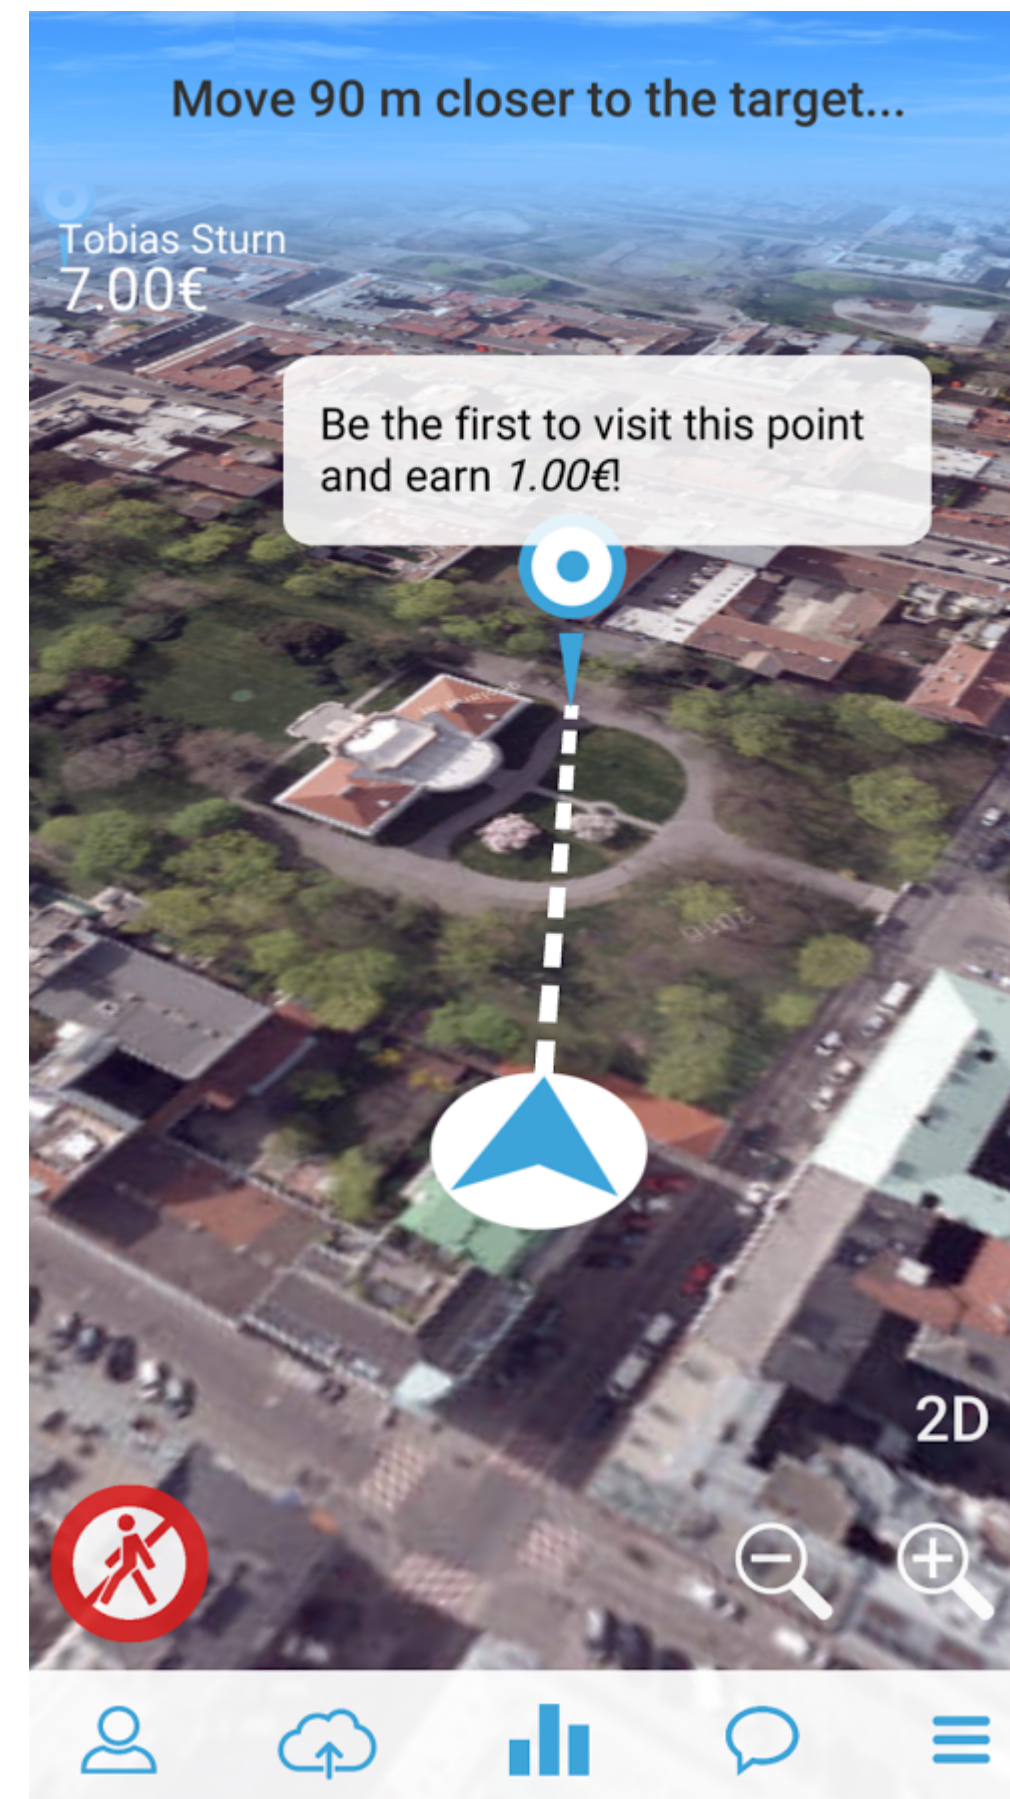 Move 90 m closer to the target...
Tobias Sturn
7.00€
Be the first to visit this point
and earn 1.00€!
2D